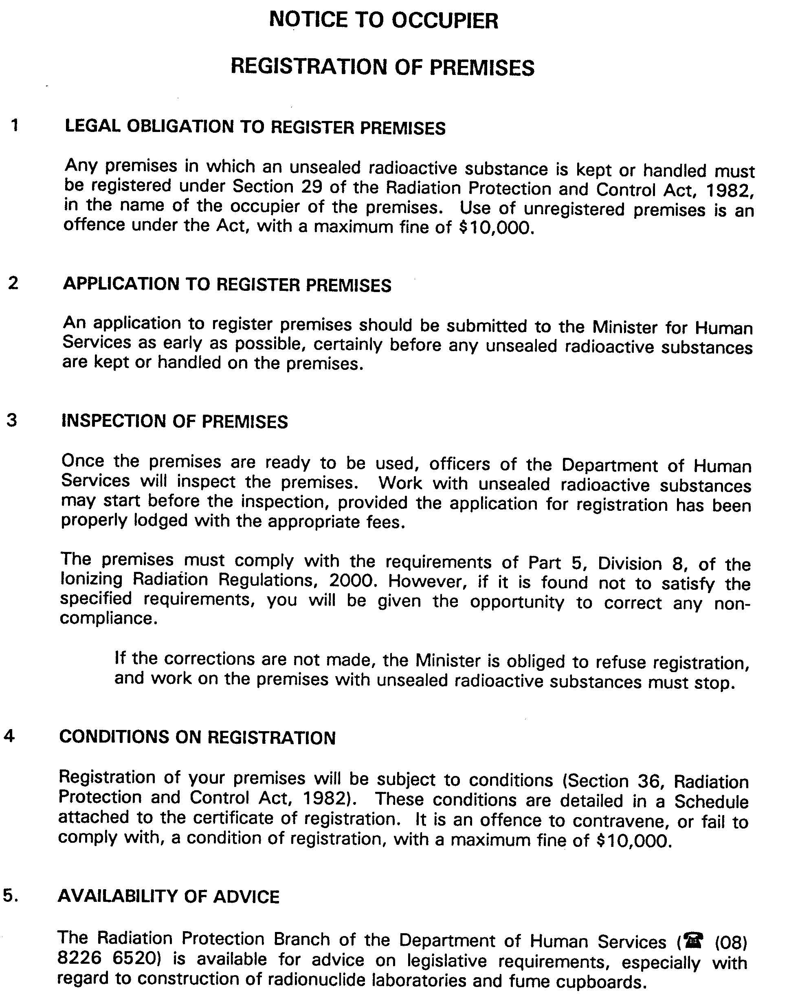 NOTICE TO OCCUPIER
REGISTRATION OF PREMISES
1 LEGAL OBLIGATION TO REGISTER PREMISES
Any premises in which an unsealed radioactive substance is kept or handled must
be registered under Section 29 of the Radiation Protection and Control Act, 1982,
in the name of the occupier of the premises. Use of unregistered premises is an
offence under the Act, with a maximum fine of $10,000.
2 APPLICATION TO REGISTER PREMISES
An application to register premises should be submitted to the Minister for Human
Services as early as possible, certainly before any unsealed radioactive substances
are kept or handled on the premises.
3 INSPECTION OF PREMISES
Once the premises are ready to be used, officers of the Department of Human
Services will inspect the premises. Work with unsealed radioactive substances
may start before the inspection, provided the application for registration has been
properly lodged with the appropriate fees.
The premises must comply with the requirements of Part 5, Division 8, of the
Ionizing Radiation Regulations, 2000. However, if it is found not to satisfy the
specified requirements, you will be given the opportunity to correct any non-
compliance.
If the corrections are not made, the Minister is obliged to refuse registration,
and work on the premises with unsealed radioactive substances must stop.
4 CONDITIONS ON REGISTRATION
Registration of your premises will be subject to conditions (Section 36, Radiation
Protection and Control Act, 1982). These conditions are detailed in a Schedule
attached to the certificate of registration. It is an offence to contravene, or fail to
comply with, a condition of registration, with a maximum fine of $10,000.
5. AVAILABILITY OF ADVICE
The Radiation Protection Branch of the Department of Human Services (☎ (08)
8226 6520) is available for advice on legislative requirements, especially with
regard to construction of radionuclide laboratories and fume cupboards.